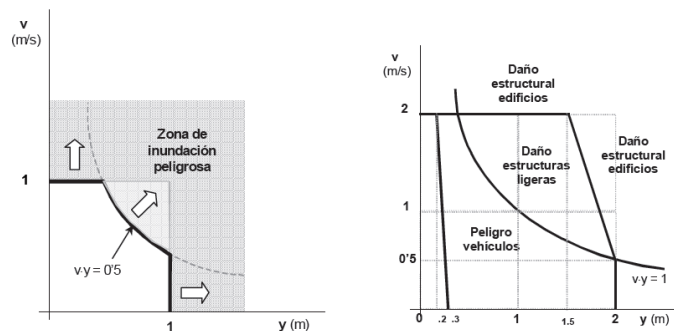 v
(m/s)
Zona de
inundación
peligrosa
1
v·y = 0'5
1
y (m)
v
(m/s)
Daño
estructural
edificios
2
Daño
estructuras
ligeras
Daño
estructural
edificios
1
Peligro
vehículos
0'5
v·y = 1
0 .2 .3 1 1.5 2 y (m)